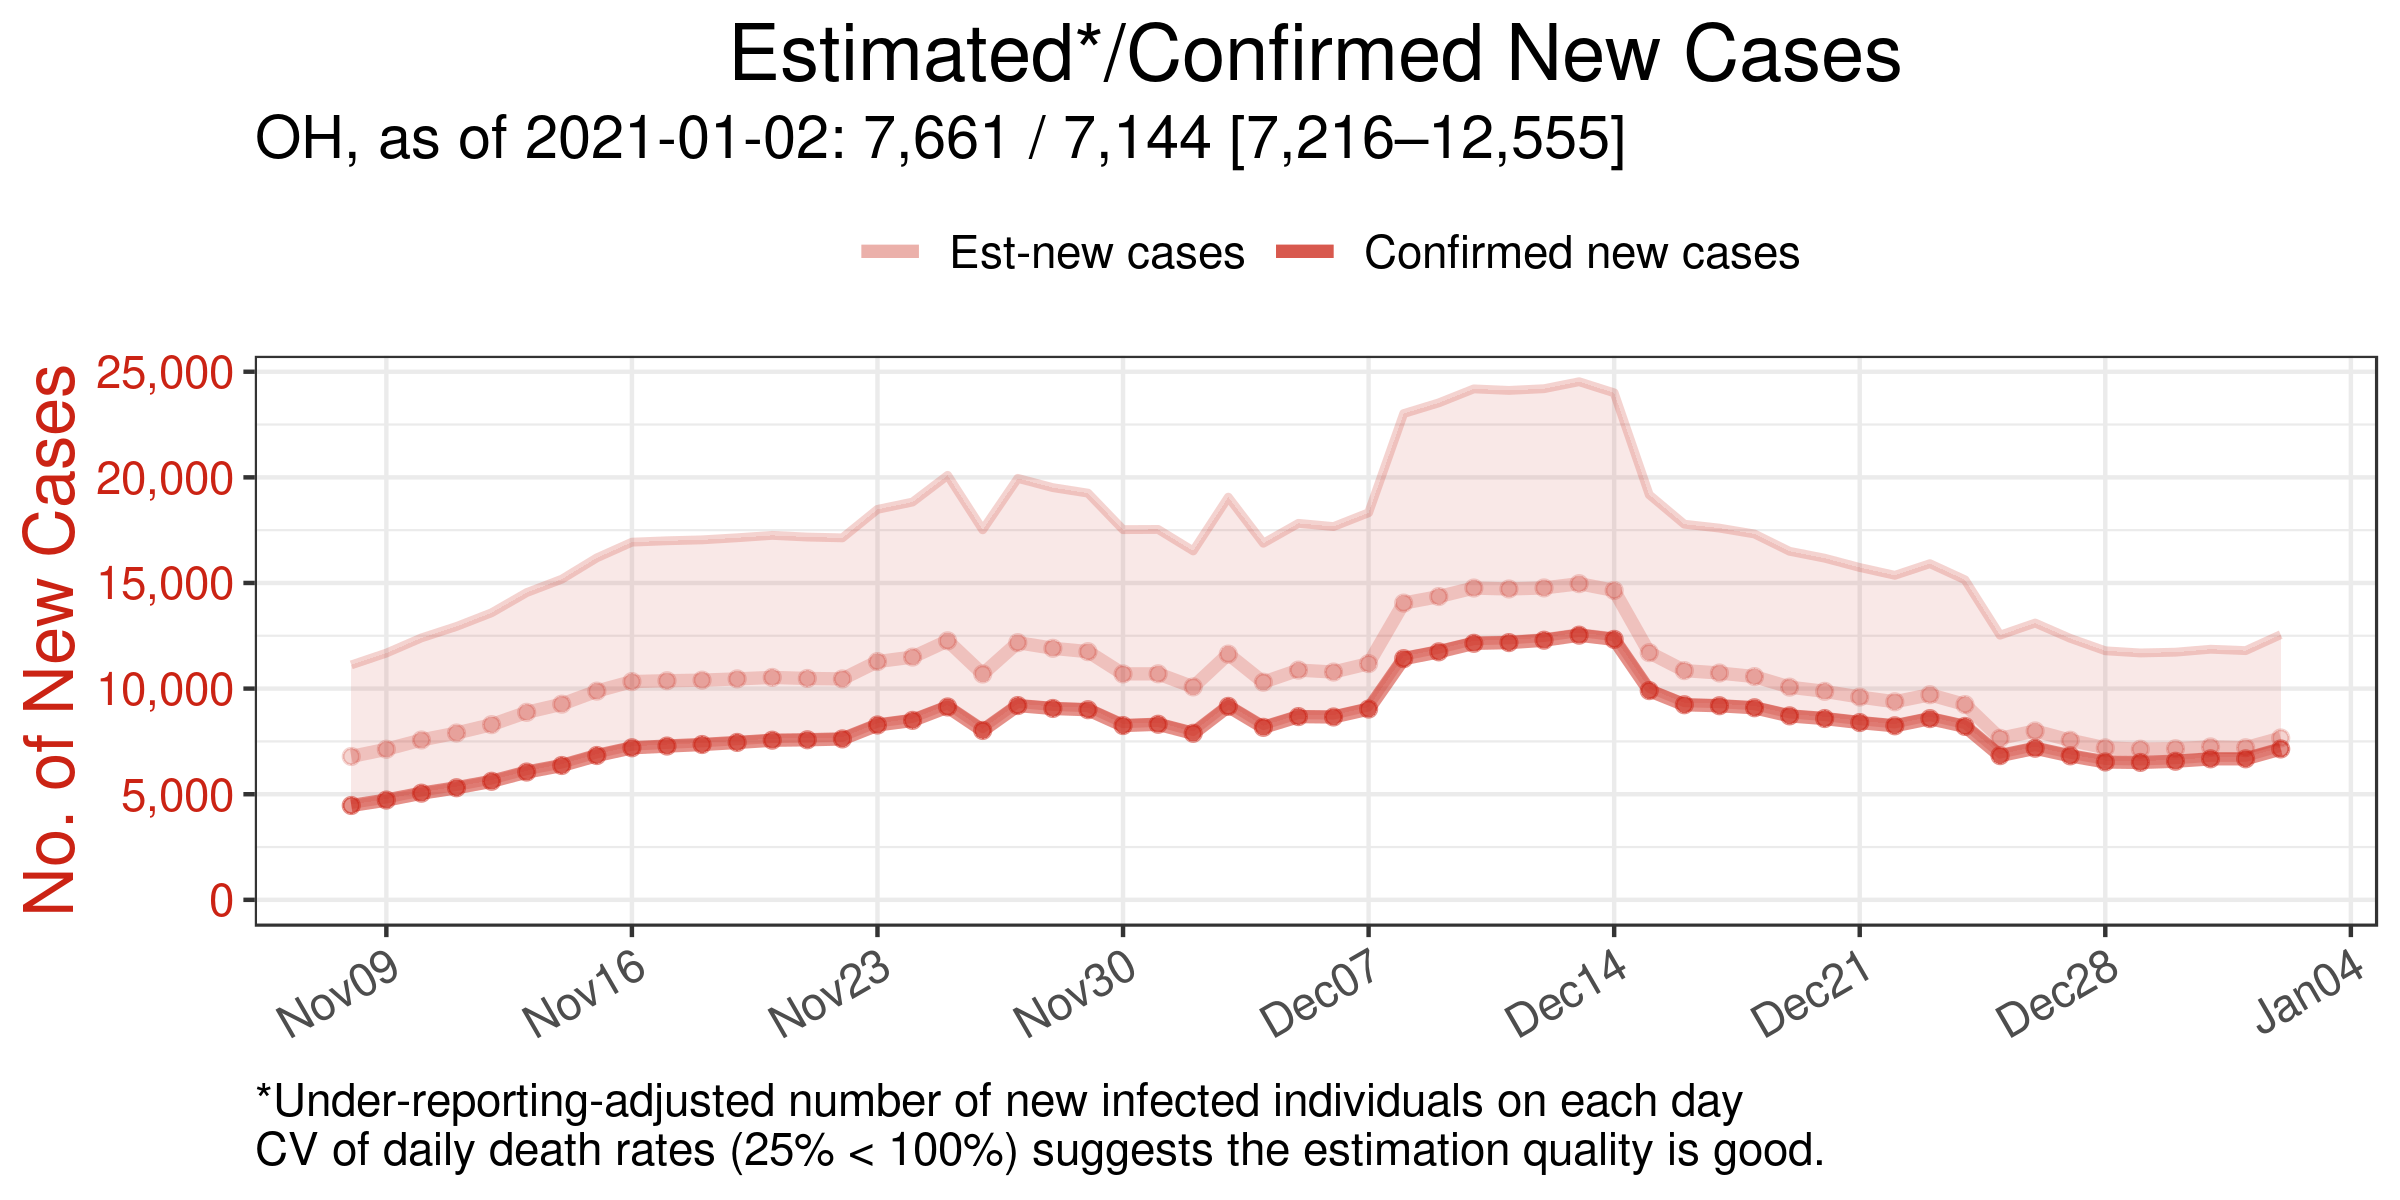 Estimated*/Confirmed New Cases
OH, as of 2021-01-02: 7,661 / 7,144 [7,216–12,555]
Est-new cases
Confirmed new cases
No. of New Cases
25,000
20,000
15,000
10,000
5,000
0
Nov09
Nov16
Nov23
Nov30
Dec07
Dec14
Dec21
Dec28
Jan04
*Under-reporting-adjusted number of new infected individuals on each day
CV of daily death rates (25% < 100%) suggests the estimation quality is good.